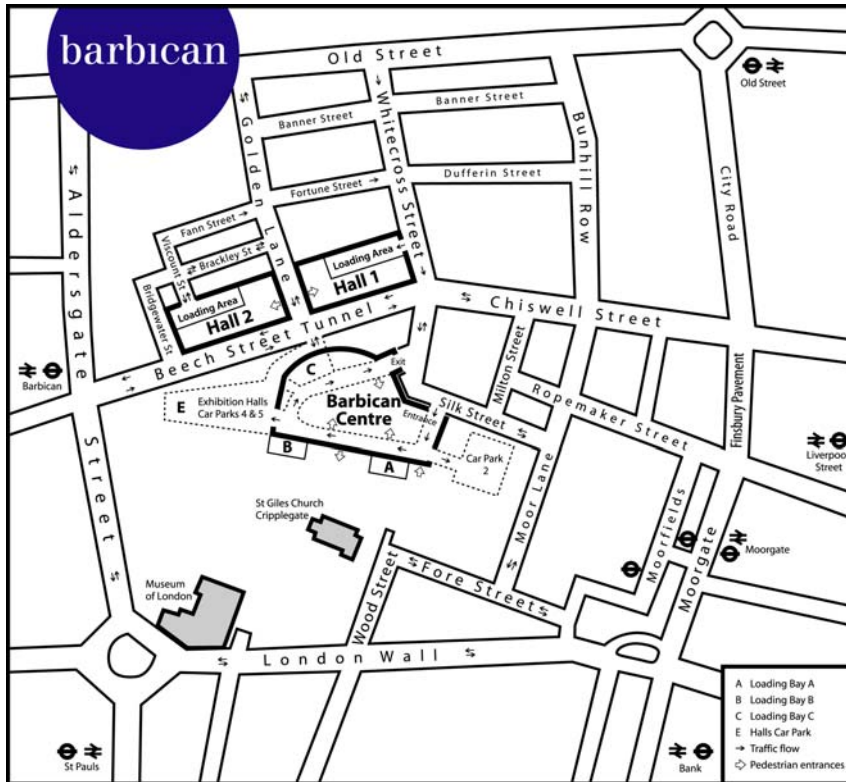 barbican
Old Street
Old Street
Banner Street
Banner Street
Whitecross Street
Golden Lane
Bunhill Row
City Road
Aldersgate Street
Fortune Street
Dufferin Street
Fann Street
Viscount St
Brackley St
Bridgewater St
Loading Area
Hall 1
Loading Area
Hall 2
Beech Street Tunnel
Chiswell Street
Milton Street
Barbican
C
Exit
E
Exhibition Halls
Car Parks 4 & 5
Barbican
Centre
Entrance
Silk Street
Ropemaker Street
Finsbury Pavement
Liverpool
Street
B
A
Car Park
2
Moor Lane
St Giles Church
Cripplegate
Moorfields
Moorgate
Moorgate
Wood Street
Fore Street
Museum
of London
London Wall
St Pauls
Bank
A Loading Bay A
B Loading Bay B
C Loading Bay C
E Halls Car Park
Traffic flow
Pedestrian entrances